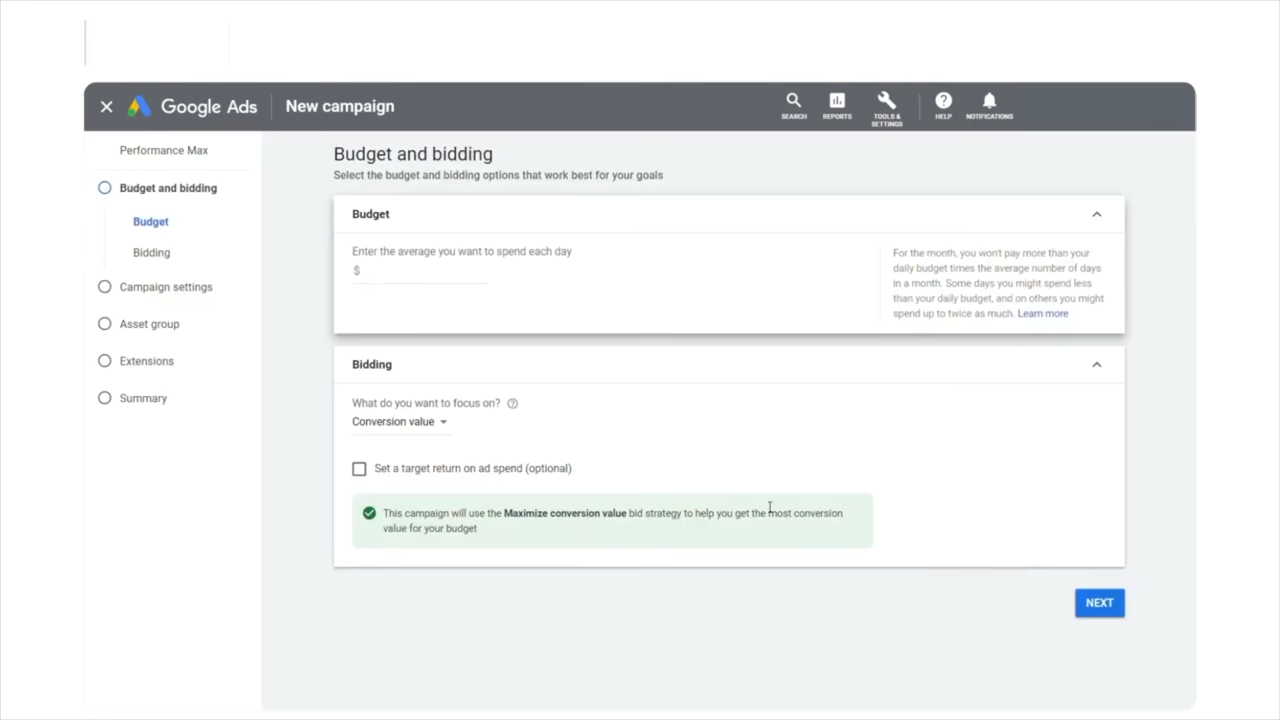 Google Ads
New campaign
SEARCH
REPORTS
TOOLS &
SETTINGS
HELP
NOTIFICATIONS
Performance Max
Budget and bidding
Budget
Bidding
Campaign settings
Asset group
Extensions
Summary
Budget and bidding
Select the budget and bidding options that work best for your goals
Budget
Enter the average you want to spend each day
$
For the month, you won't pay more than your
daily budget times the average number of days
in a month. Some days you might spend less
than your daily budget, and on others you might
spend up to twice as much. Learn more
Bidding
What do you want to focus on?
Conversion value
Set a target return on ad spend (optional)
This campaign will use the Maximize conversion value bid strategy to help you get the most conversion
value for your budget
NEXT